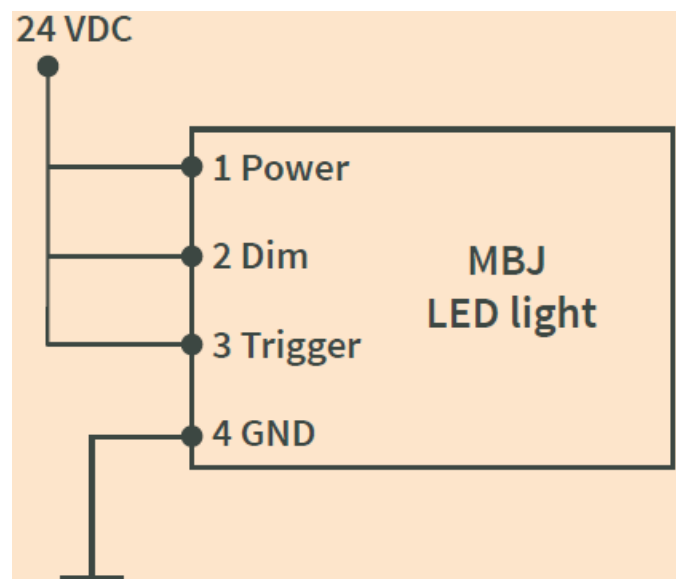 24 VDC
1 Power
2 Dim
3 Trigger
4 GND
MBJ
LED light